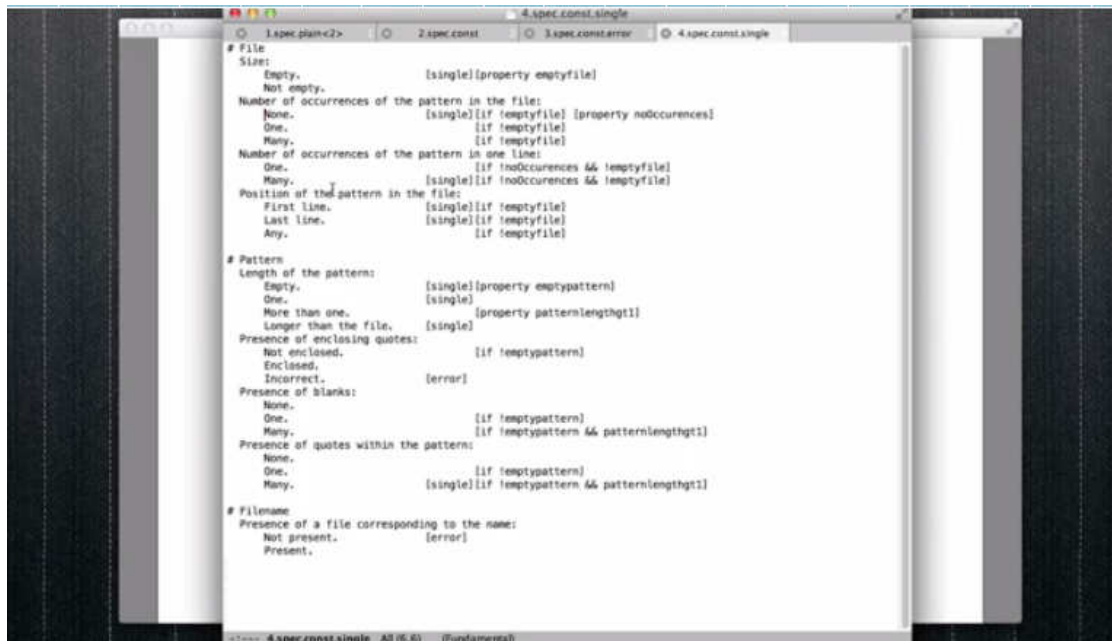 4.spec.const.single
1.spec.plain<2> 2.spec.const 3.spec.const.error 4.spec.const.single
# File
Size:
Empty. [single][property emptyfile]
Not empty.
Number of occurrences of the pattern in the file:
None. [single][if !emptyfile] [property noOccurences]
One. [if !emptyfile]
Many. [if !emptyfile]
Number of occurrences of the pattern in one line:
One. [if !noOccurences && !emptyfile]
Many. [single][if !noOccurences && !emptyfile]
Position of the pattern in the file:
First line. [single][if !emptyfile]
Last line. [single][if !emptyfile]
Any. [if !emptyfile]
# Pattern
Length of the pattern:
Empty. [single][property emptypattern]
One. [single]
More than one. [property patternlengthgt1]
Longer than the file. [single]
Presence of enclosing quotes:
Not enclosed. [if !emptypattern]
Enclosed.
Incorrect. [error]
Presence of blanks:
None.
One. [if !emptypattern]
Many. [if !emptypattern && patternlengthgt1]
Presence of quotes within the pattern:
None.
One. [if !emptypattern]
Many. [single][if !emptypattern && patternlengthgt1]
# Filename
Presence of a file corresponding to the name:
Not present. [error]
Present.
4.spec.const.single All (6,6) (Fundamental)